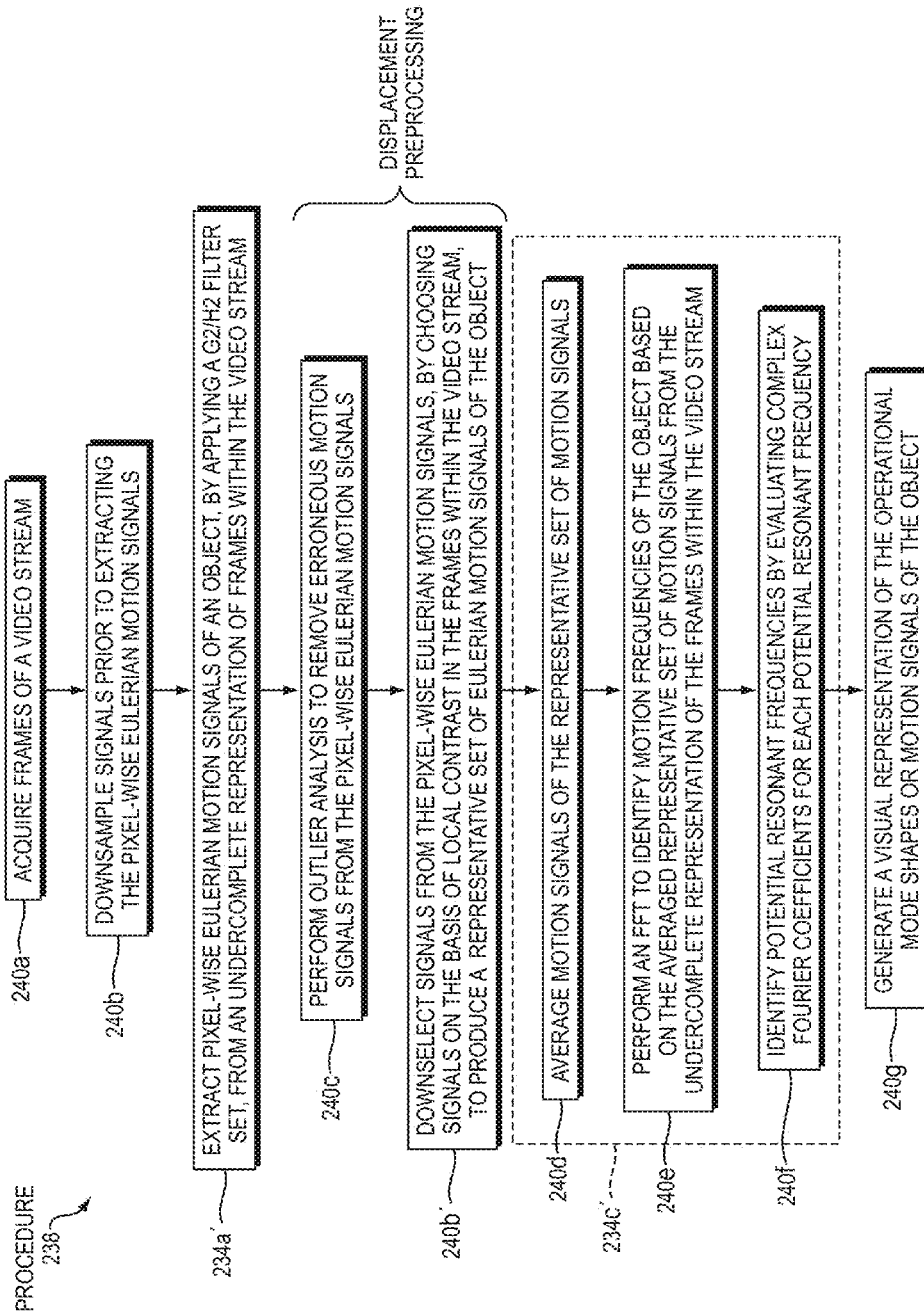 PROCEDURE
238
240a
ACQUIRE FRAMES OF A VIDEO STREAM
240b
DOWNSAMPLE SIGNALS PRIOR TO EXTRACTING
THE PIXEL-WISE EULERIAN MOTION SIGNALS
234a′
EXTRACT PIXEL-WISE EULERIAN MOTION SIGNALS OF AN OBJECT, BY APPLYING A G2/H2 FILTER
SET, FROM AN UNDERCOMPLETE REPRESENTATION OF FRAMES WITHIN THE VIDEO STREAM
240c
PERFORM OUTLIER ANALYSIS TO REMOVE ERRONEOUS MOTION
SIGNALS FROM THE PIXEL-WISE EULERIAN MOTION SIGNALS
DISPLACEMENT
PREPROCESSING
240b′
DOWNSELECT SIGNALS FROM THE PIXEL-WISE EULERIAN MOTION SIGNALS, BY CHOOSING
SIGNALS ON THE BASIS OF LOCAL CONTRAST IN THE FRAMES WITHIN THE VIDEO STREAM,
TO PRODUCE A REPRESENTATIVE SET OF EULERIAN MOTION SIGNALS OF THE OBJECT
240d
AVERAGE MOTION SIGNALS OF THE REPRESENTATIVE SET OF MOTION SIGNALS
234c′
240e
PERFORM AN FFT TO IDENTIFY MOTION FREQUENCIES OF THE OBJECT BASED
ON THE AVERAGED REPRESENTATIVE SET OF MOTION SIGNALS FROM THE
UNDERCOMPLETE REPRESENTATION OF THE FRAMES WITHIN THE VIDEO STREAM
240f
IDENTIFY POTENTIAL RESONANT FREQUENCIES BY EVALUATING COMPLEX
FOURIER COEFFICIENTS FOR EACH POTENTIAL RESONANT FREQUENCY
240g
GENERATE A VISUAL REPRESENTATION OF THE OPERATIONAL
MODE SHAPES OR MOTION SIGNALS OF THE OBJECT